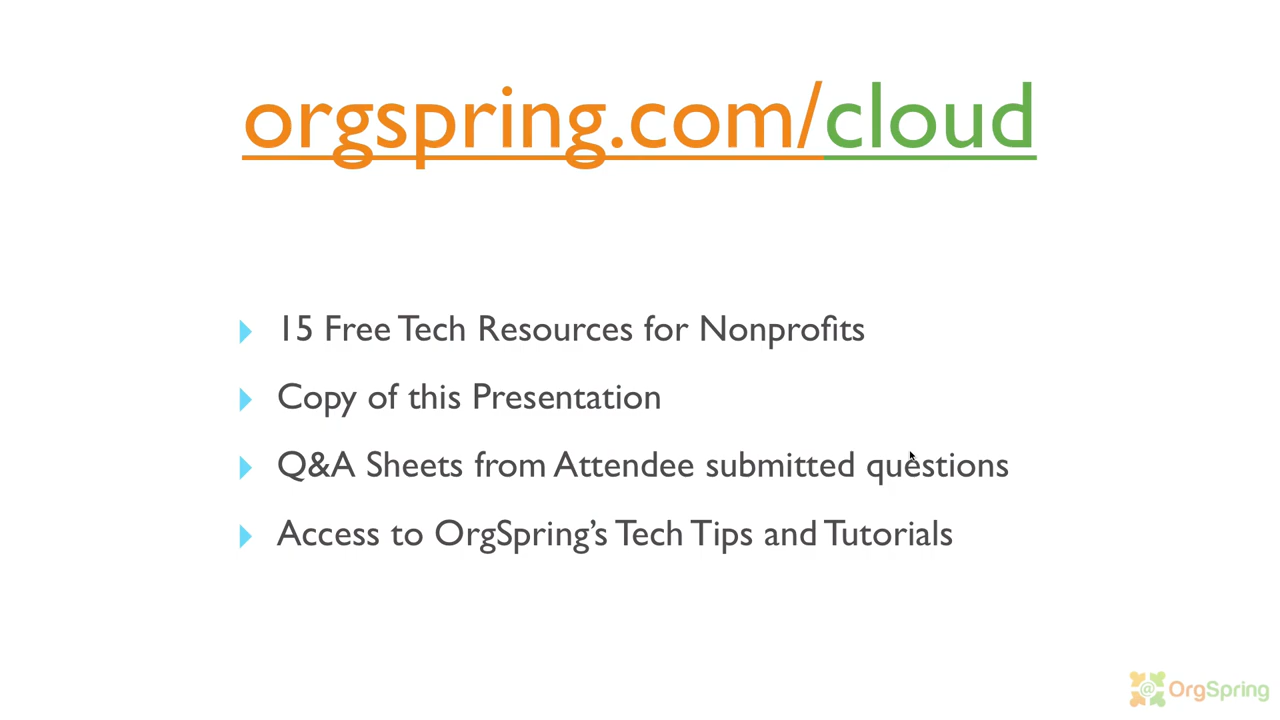 orgspring.com/cloud
15 Free Tech Resources for Nonprofits
Copy of this Presentation
Q&A Sheets from Attendee submitted questions
Access to OrgSpring’s Tech Tips and Tutorials
@ OrgSpring